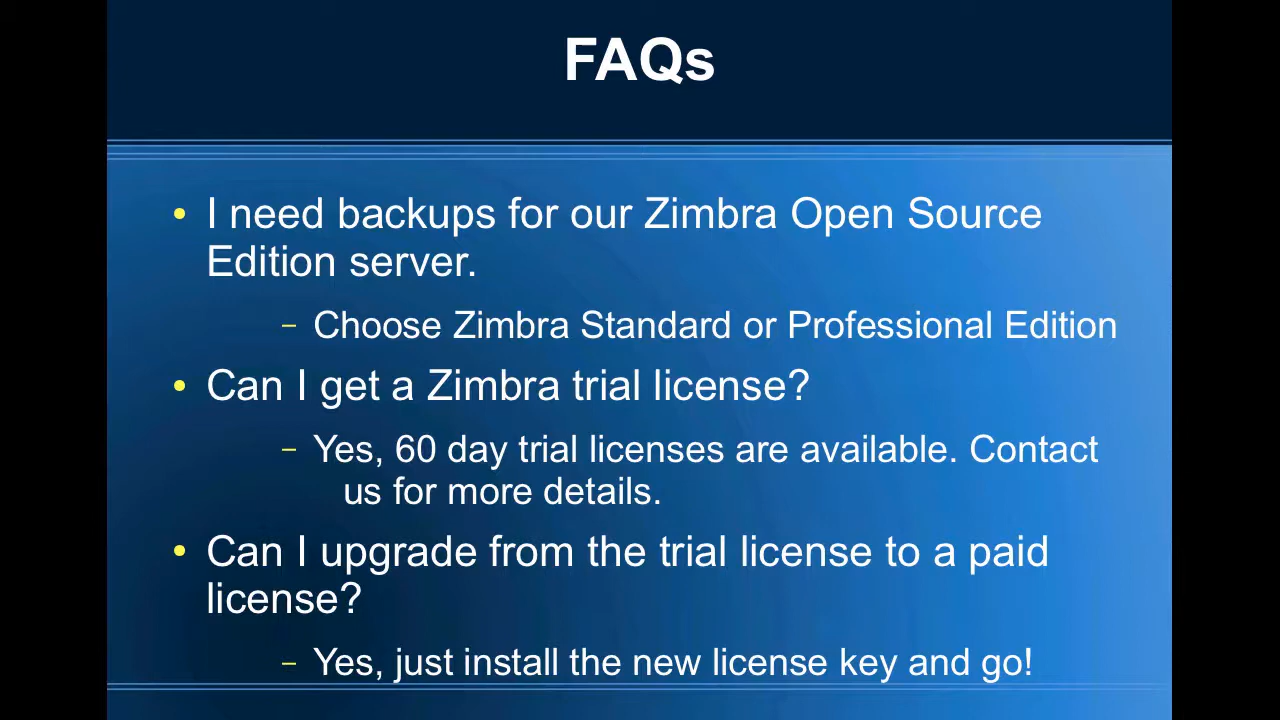 FAQs
• I need backups for our Zimbra Open Source
Edition server.
– Choose Zimbra Standard or Professional Edition
• Can I get a Zimbra trial license?
– Yes, 60 day trial licenses are available. Contact
us for more details.
• Can I upgrade from the trial license to a paid
license?
– Yes, just install the new license key and go!